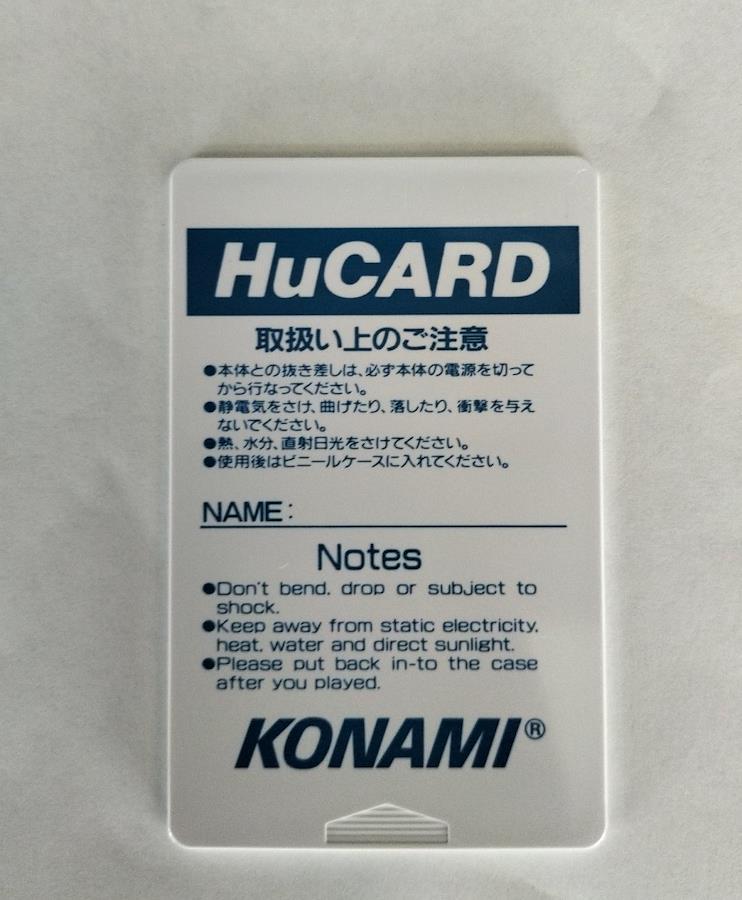 HuCARD
取扱い上のご注意
●本体との抜き差しは、必ず本体の電源を切って
から行なってください。
●静電気をさけ、曲げたり、落したり、衝撃を与え
ないでください。
●熱、水分、直射日光をさけてください。
●使用後はビニールケースに入れてください。
NAME:
Notes
●Don't bend. drop or subject to
shock.
●Keep away from static electricity.
heat. water and direct sunlight.
●Please put back in-to the case
after you played.
KONAMI®